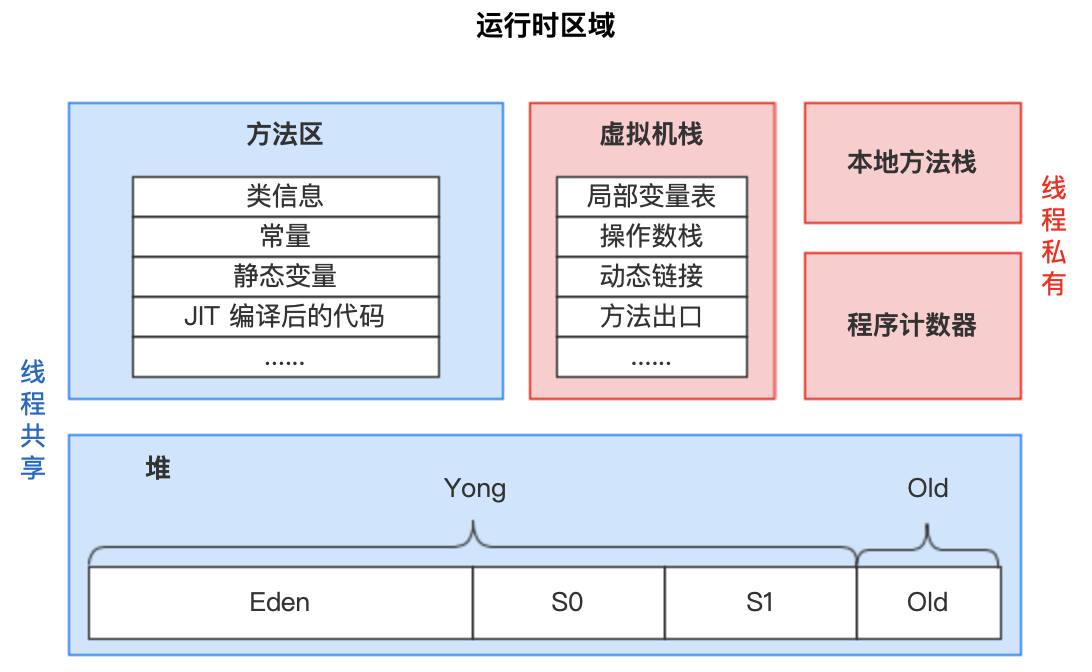 运行时区域
方法区
类信息
常量
静态变量
JIT 编译后的代码
......
虚拟机栈
局部变量表
操作数栈
动态链接
方法出口
......
本地方法栈
程序计数器
线程私有
线程共享
堆
Yong
Old
Eden
S0
S1
Old